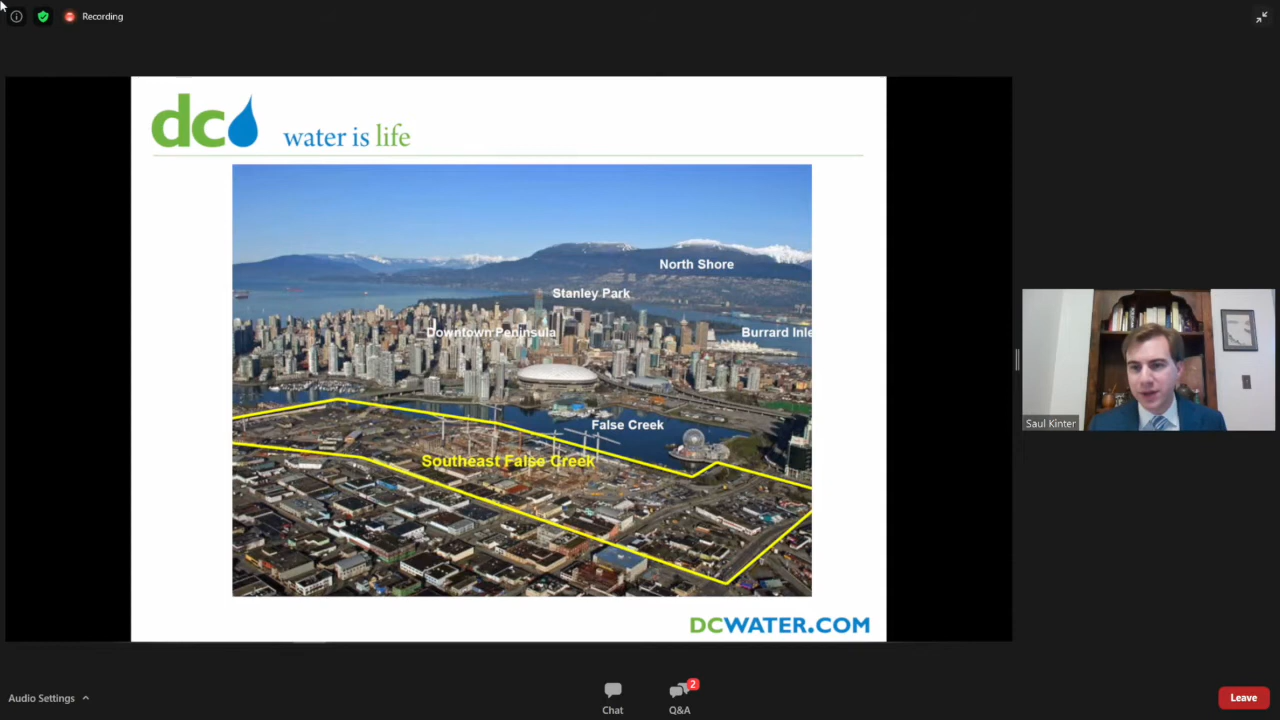 Recording
dc water is life
North Shore
Stanley Park
Downtown Peninsula
Burrard Inle
False Creek
Southeast False Creek
Saul Kinter
DCWATER.COM
Audio Settings
2
Chat
Q&A
Leave